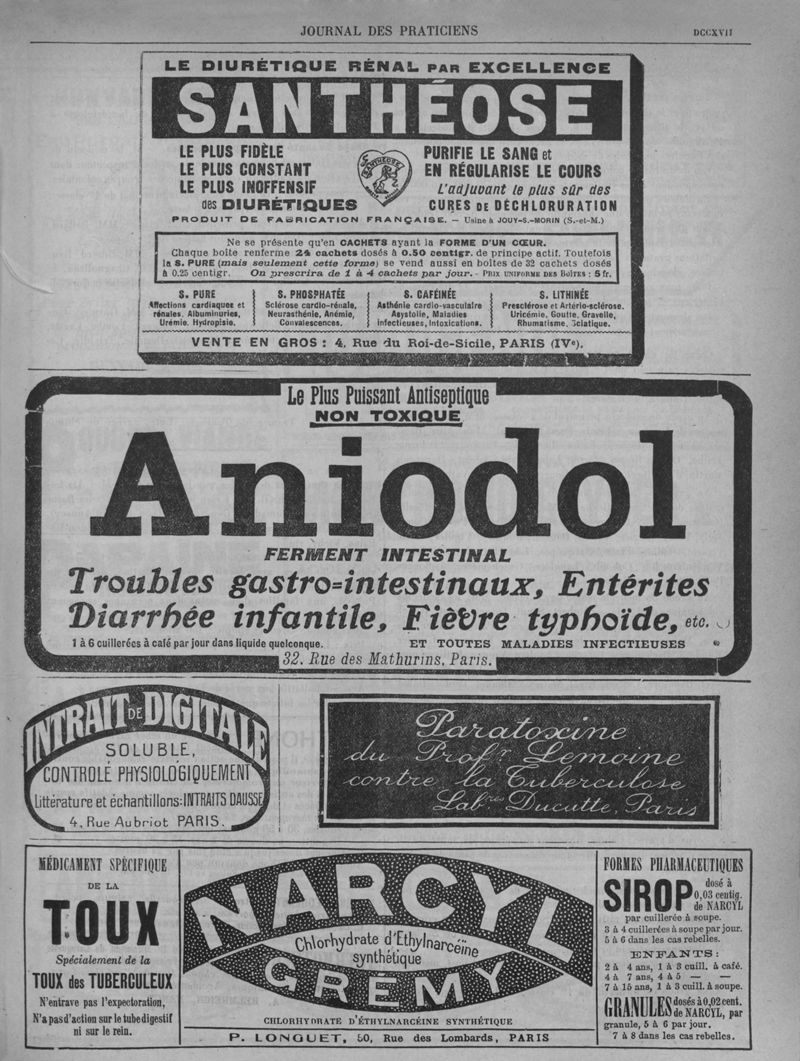 JOURNAL DES PRATICIENS
DCCXVII
LE DIURÉTIQUE RÉNAL PAR EXCELLENCE
SANTHÉOSE
LE PLUS FIDÈLE
LE PLUS CONSTANT
LE PLUS INOFFENSIF
des DIURÉTIQUES
SANTHÉOSE
PURIFIE LE SANG et
EN RÉGULARISE LE COURS
L'adjuvant le plus sûr des
CURES DE DÉCHLORURATION
PRODUIT DE FABRICATION FRANÇAISE. — Usine à JOUY-S.-MORIN (S.-et-M.)
Ne se présente qu'en CACHETS ayant la FORME D'UN CŒUR.
Chaque boite renferme 24 cachets dosés à 0.50 centigr. de principe actif. Toutefois
la S. PURE (mais seulement cette forme) se vend aussi en boîtes de 32 cachets dosés
à 0.25 centigr. On prescrira de 1 à 4 cachets par jour. - PRIX UNIFORME DES BOÎTES : 5 fr.
S. PURE
Affections cardiaques et
rénales, Albuminuries,
Urémie, Hydropisie.
S. PHOSPHATÉE
Sclérose cardio-rénale,
Neurasthénie, Anémie,
Convalescences.
S. CAFÉINÉE
Asthénie cardio-vasculaire
Asystolie, Maladies
infectieuses, Intoxications.
S. LITHINÉE
Presclérose et Artério-sclérose.
Uricémie, Goutte, Gravelle,
Rhumatisme, Sciatique.
VENTE EN GROS : 4, Rue du Roi-de-Sicile, PARIS (IVe).
Le Plus Puissant Antiseptique
NON TOXIQUE
Aniodol
FERMENT INTESTINAL
Troubles gastro=intestinaux, Entérites
Diarrhée infantile, Fièvre typhoïde, etc.
1 à 6 cuillerées à café par jour dans liquide quelconque.
ET TOUTES MALADIES INFECTIEUSES
32, Rue des Mathurins, Paris.
INTRAIT DE DIGITALE
SOLUBLE,
CONTROLÉ PHYSIOLOGIQUEMENT
Littérature et échantillons: INTRAITS DAUSSE
4, Rue Aubriot PARIS.
Paratoxine
du Profr Lemoine
contre la Tuberculose
Labres Ducatte, Paris
MÉDICAMENT SPÉCIFIQUE
DE LA
TOUX
Spécialement de la
TOUX des TUBERCULEUX
N'entrave pas l'expectoration,
N'a pas d'action sur le tube digestif
ni sur le rein.
NARCYL
Chlorhydrate d'Ethylnarcéine
synthétique
GREMY
CHLORHYDRATE D'ÉTHYLNARCÉINE SYNTHÉTIQUE
P. LONGUET, 50, Rue des Lombards, PARIS
FORMES PHARMACEUTIQUES
SIROP dosé à
0,03 centig.
de NARCYL
par cuillerée à soupe.
3 à 4 cuillerées à soupe par jour.
5 à 6 dans les cas rebelles.
ENFANTS :
2 à 4 ans, 1 à 3 cuill. à café.
4 à 7 ans, 4 à 5 — —
7 à 15 ans, 1 à 3 cuill. à soupe.
GRANULES dosés à 0,02 cent.
de NARCYL, par
granule, 5 à 6 par jour.
7 à 8 dans les cas rebelles.